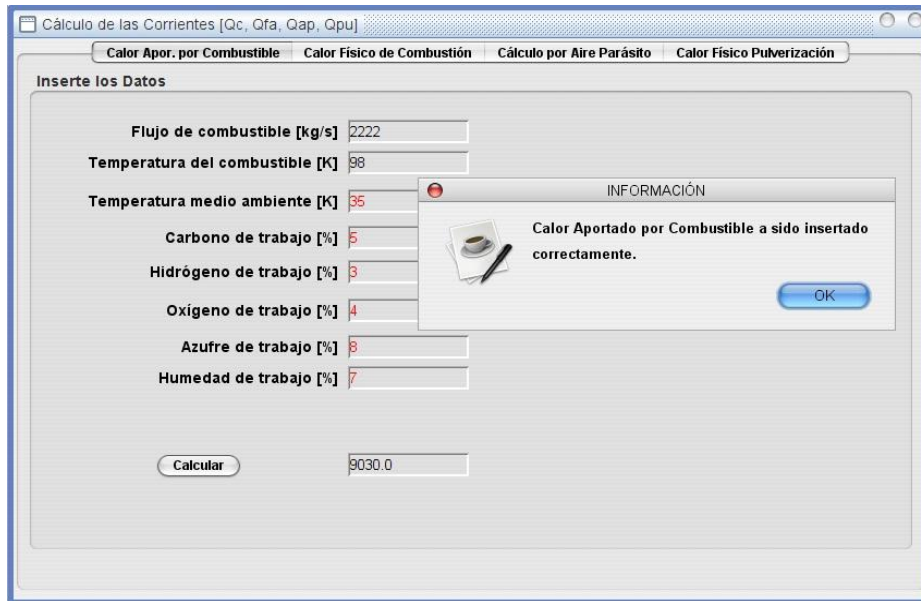 Cálculo de las Corrientes [Qc, Qfa, Qap, Qpu]
Calor Apor. por Combustible Calor Físico de Combustión Cálculo por Aire Parásito Calor Físico Pulverización
Inserte los Datos
Flujo de combustible [kg/s] 2222
Temperatura del combustible [K] 98
Temperatura medio ambiente [K] 35
Carbono de trabajo [%] 5
Hidrógeno de trabajo [%] 3
Oxígeno de trabajo [%] 4
Azufre de trabajo [%] 8
Humedad de trabajo [%] 7
Calcular 9030.0
INFORMACIÓN
Calor Aportado por Combustible a sido insertado
correctamente.
OK